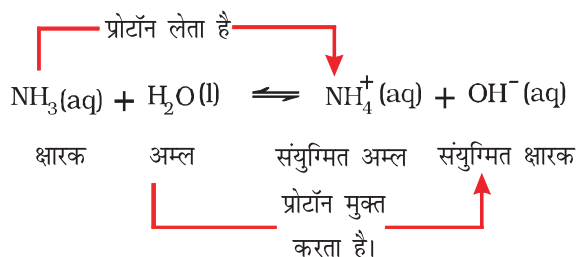 प्रोटॉन लेता है
NH₃(aq) + H₂O(l) ⇌ NH₄⁺(aq) + OH⁻(aq)
क्षारक अम्ल संयुग्मित अम्ल संयुग्मित क्षारक
प्रोटॉन मुक्त
करता है।